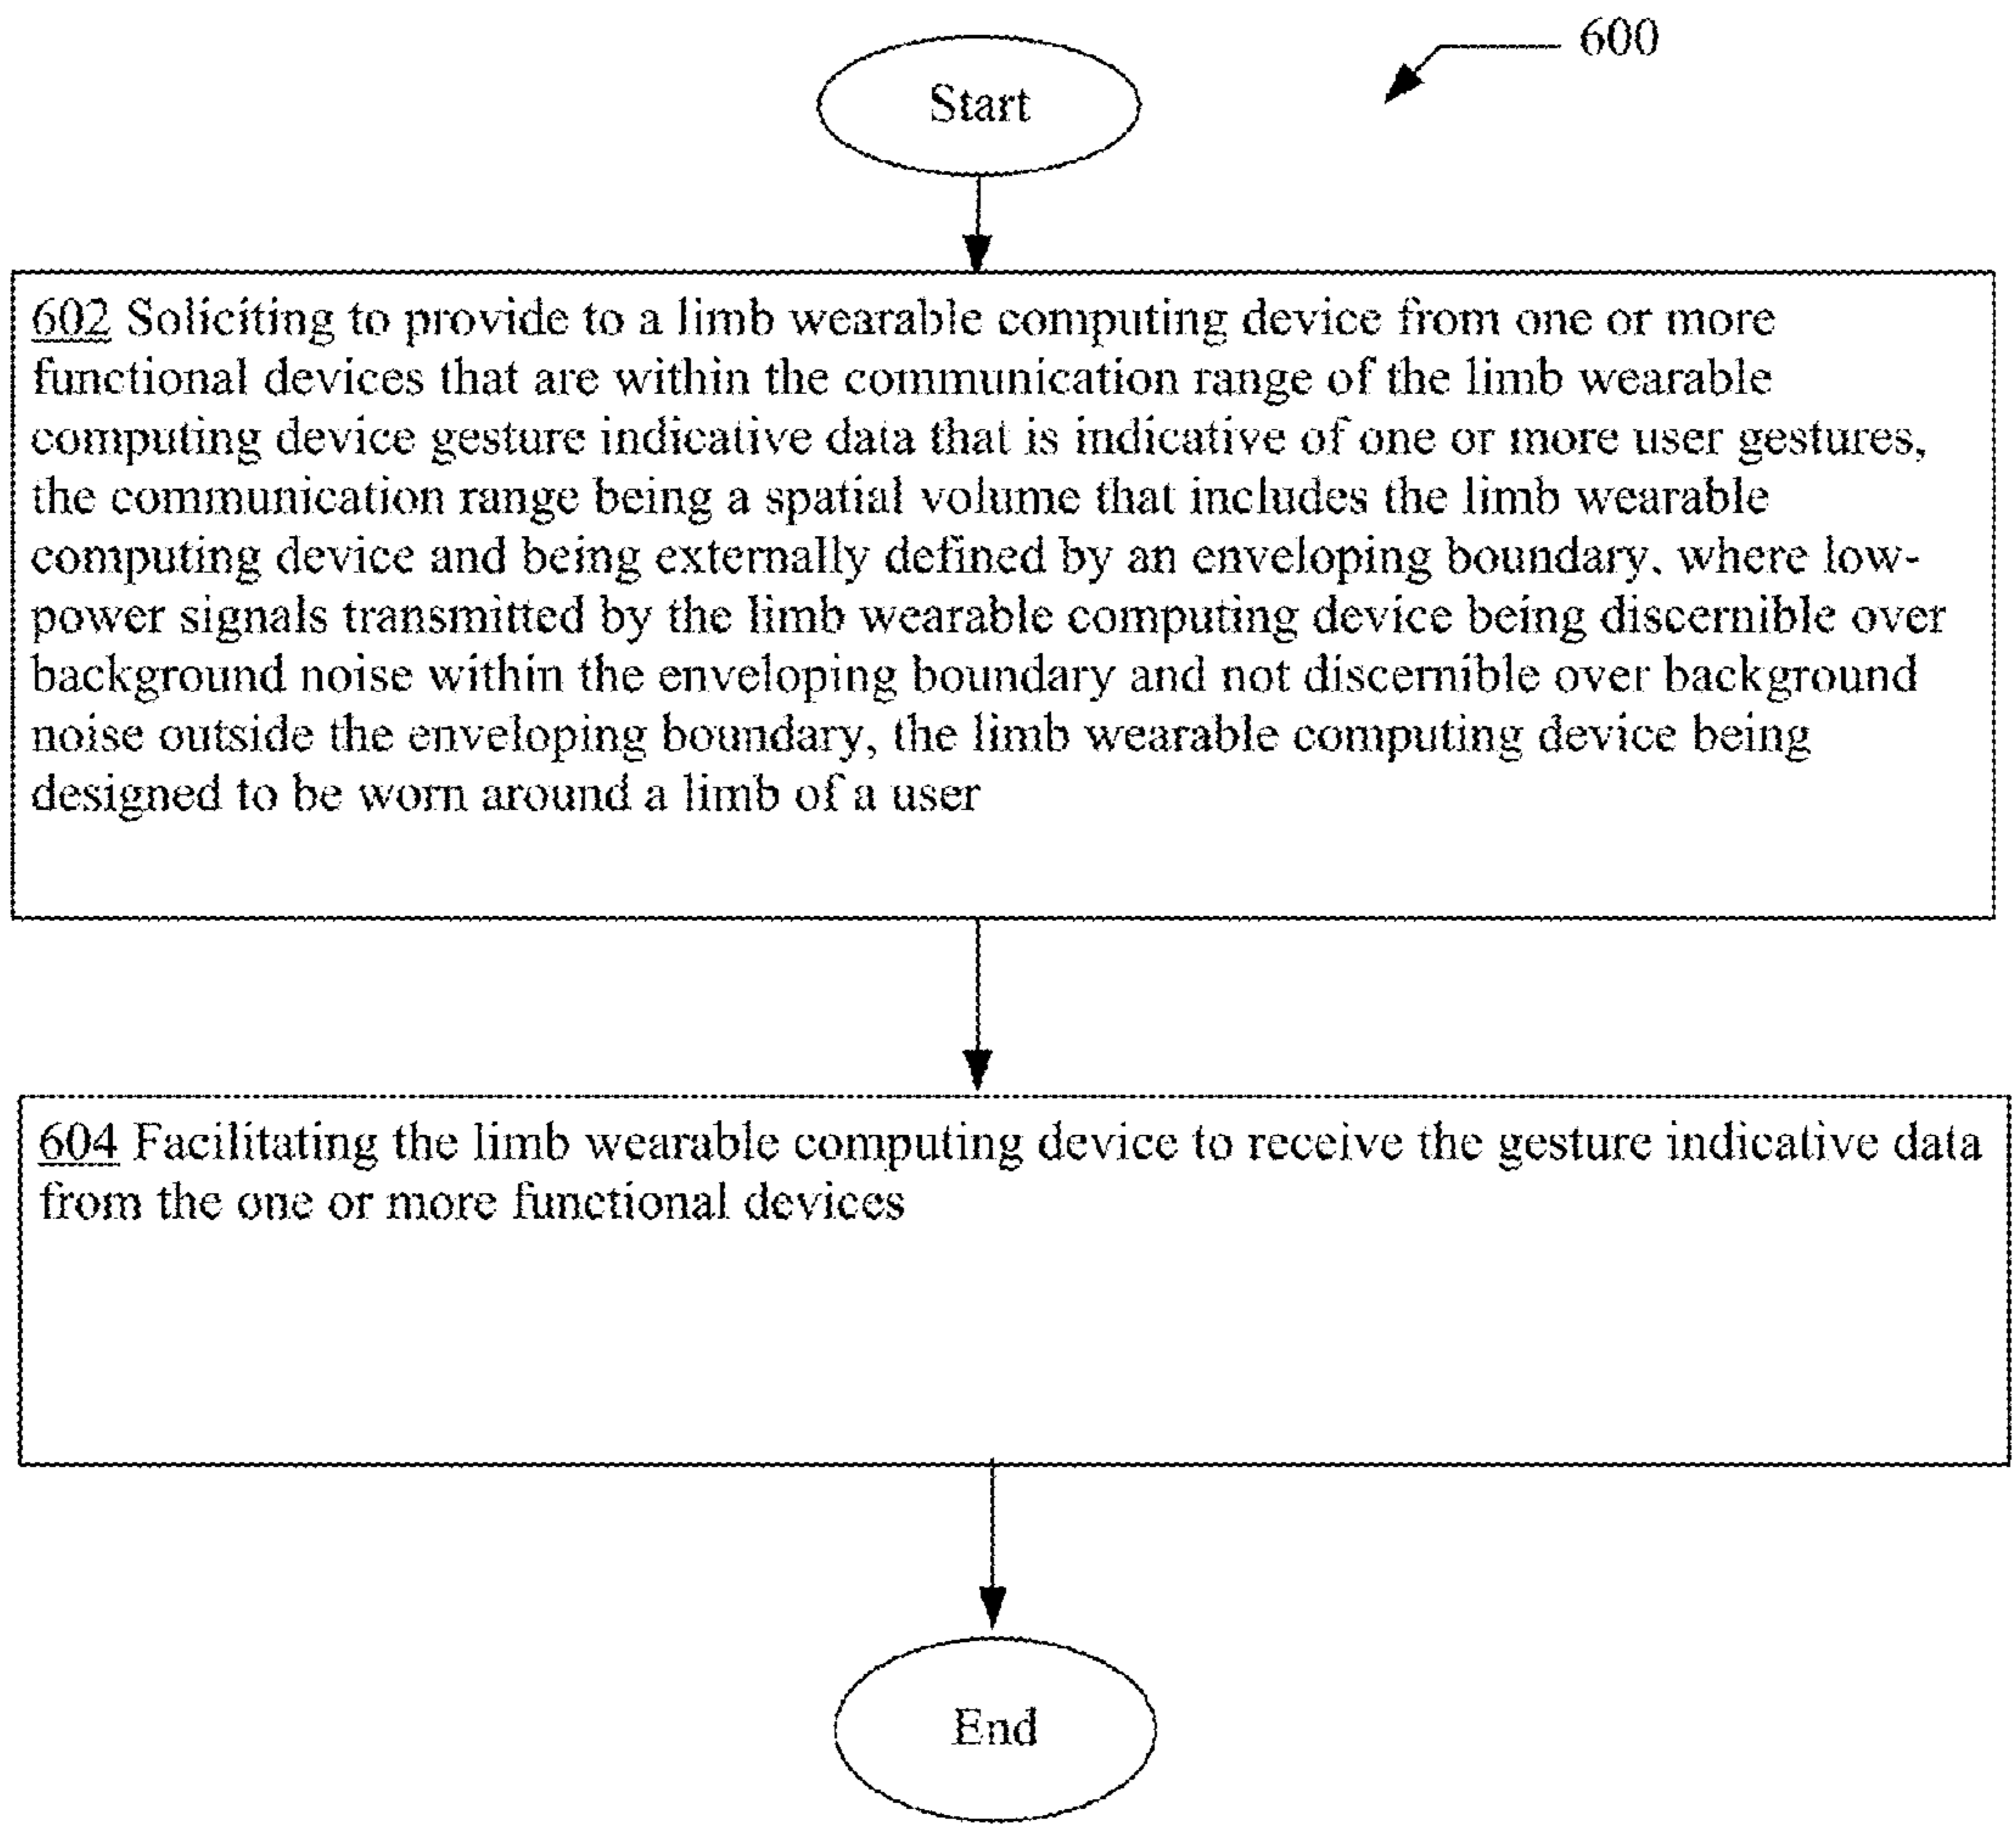 600
Start
602 Soliciting to provide to a limb wearable computing device from one or more
functional devices that are within the communication range of the limb wearable
computing device gesture indicative data that is indicative of one or more user gestures,
the communication range being a spatial volume that includes the limb wearable
computing device and being externally defined by an enveloping boundary, where low-
power signals transmitted by the limb wearable computing device being discernible over
background noise within the enveloping boundary and not discernible over background
noise outside the enveloping boundary, the limb wearable computing device being
designed to be worn around a limb of a user
604 Facilitating the limb wearable computing device to receive the gesture indicative data
from the one or more functional devices
End